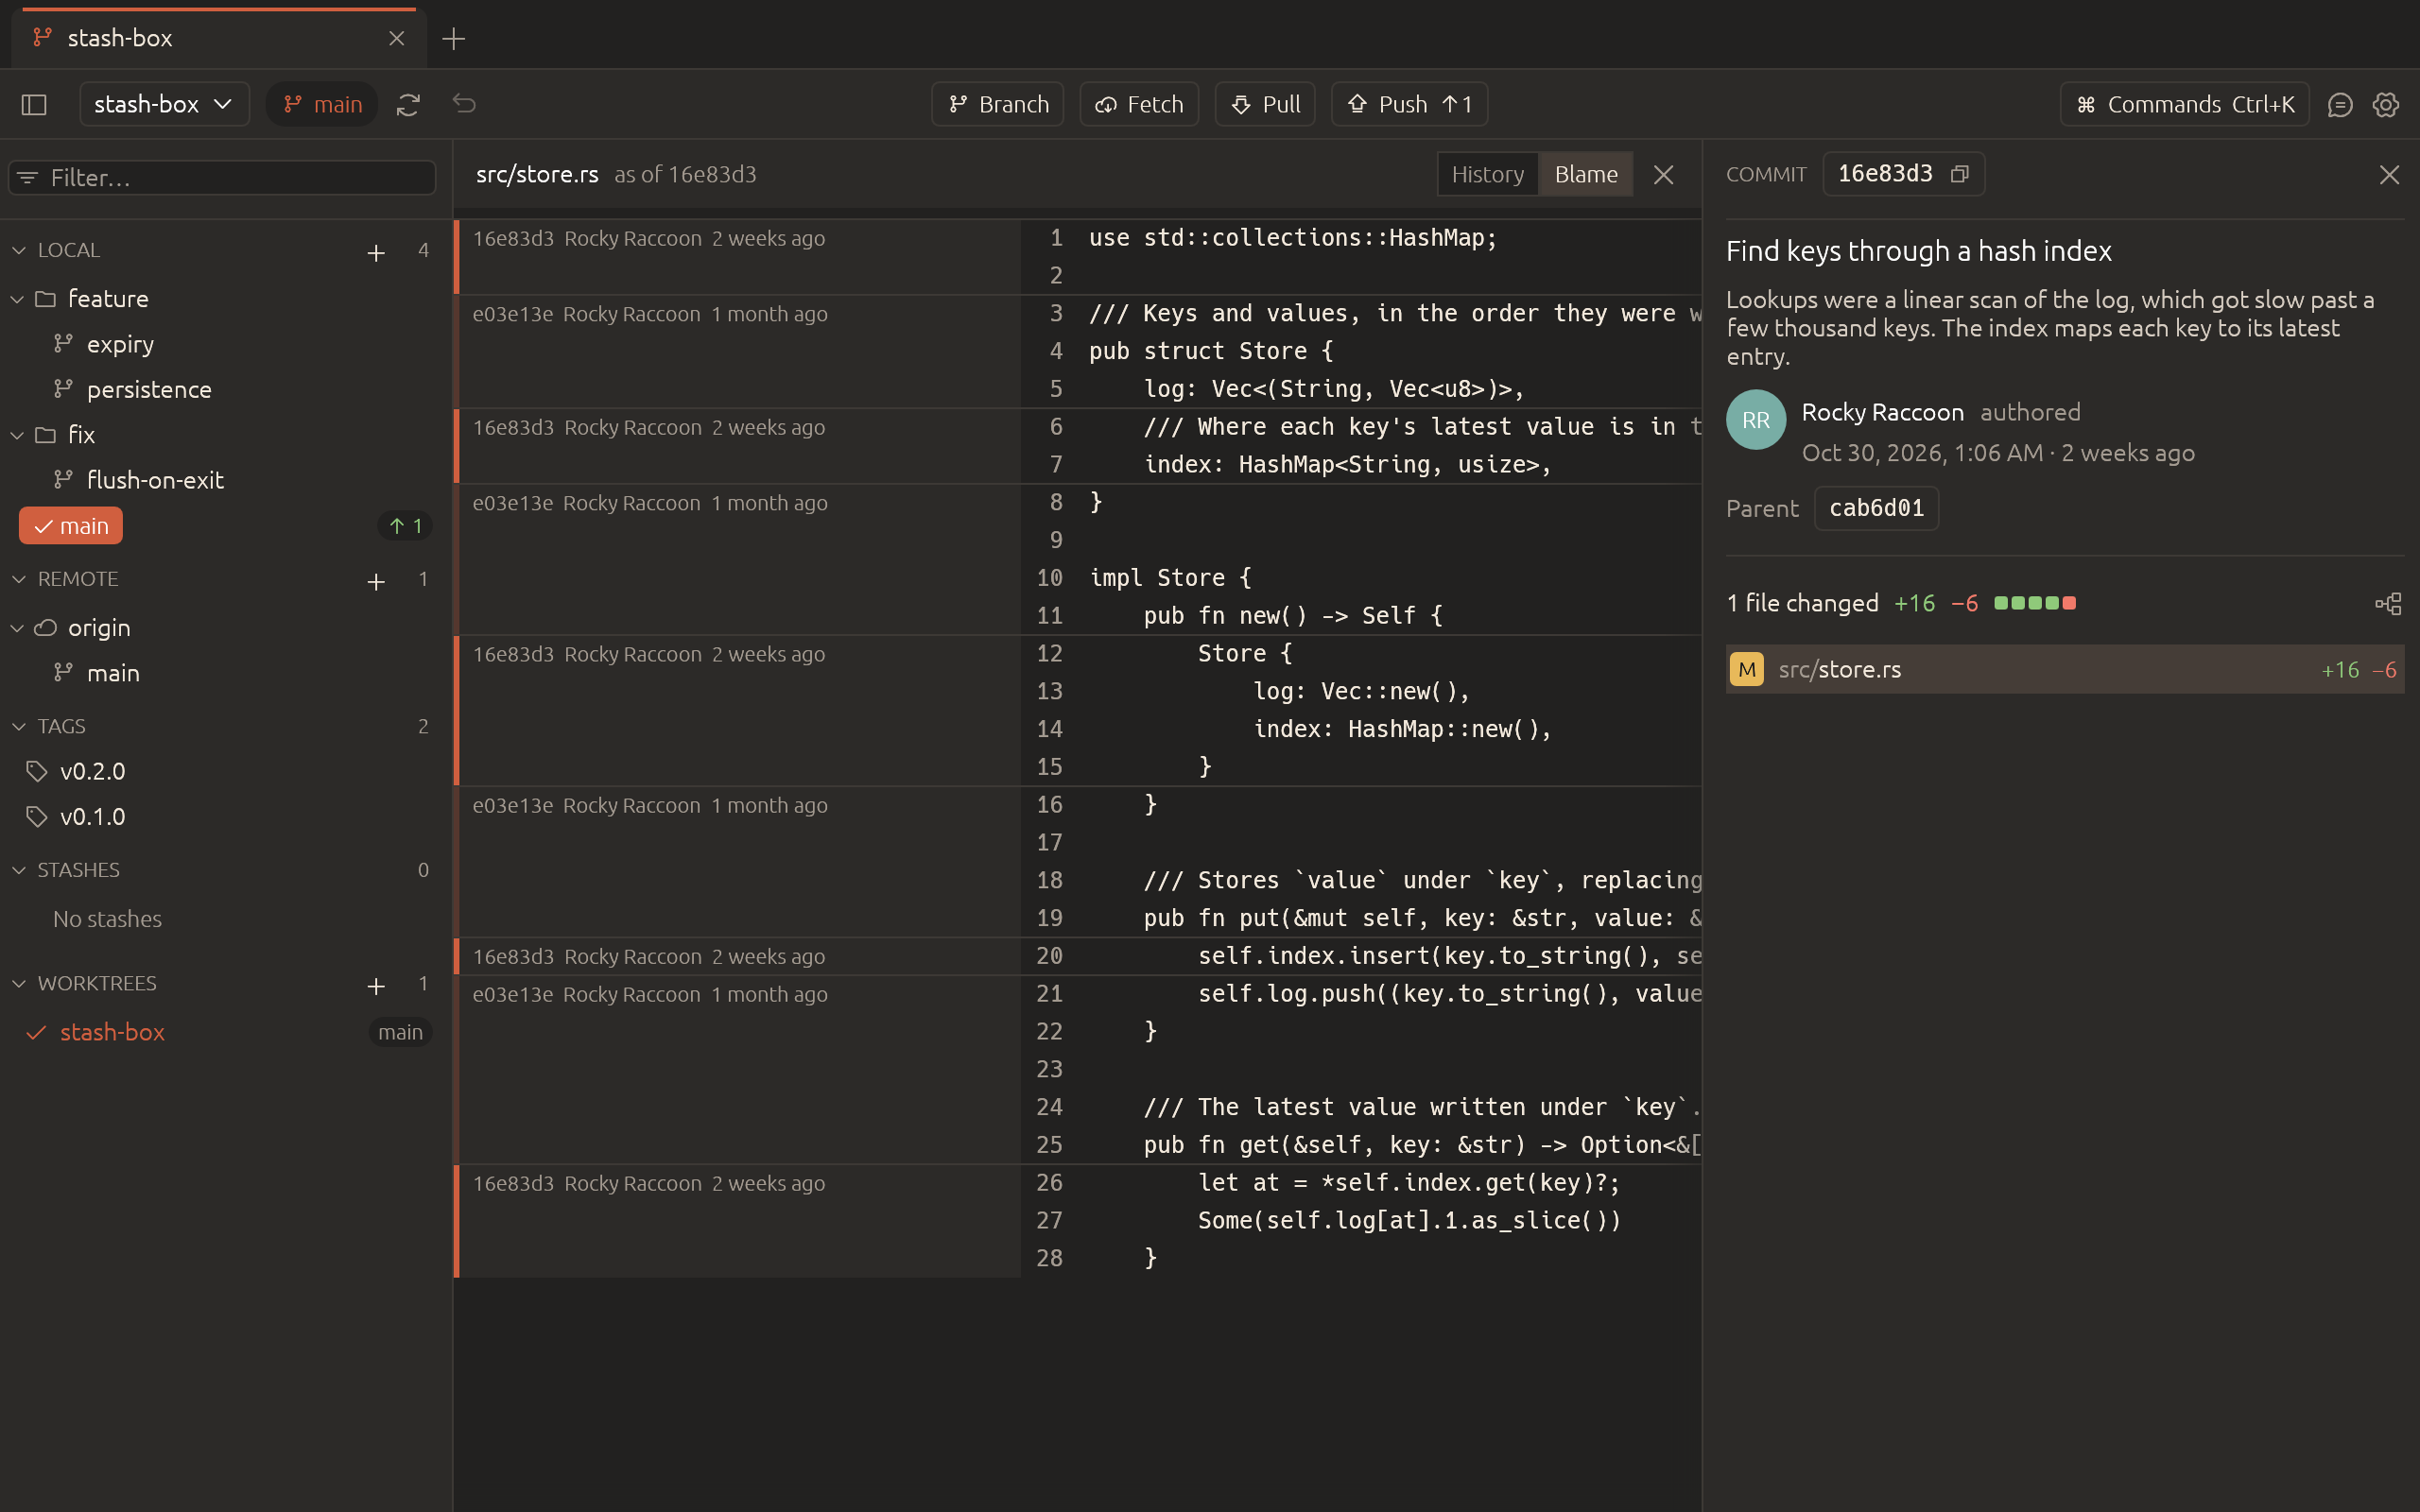 stash-box
stash-box
main
Branch
Fetch
Pull
Push ↑1
⌘ Commands Ctrl+K
Filter…
LOCAL + 4
feature
expiry
persistence
fix
flush-on-exit
main ↑ 1
REMOTE + 1
origin
main
TAGS 2
v0.2.0
v0.1.0
STASHES 0
No stashes
WORKTREES + 1
stash-box main
src/store.rs as of 16e83d3
History Blame
16e83d3 Rocky Raccoon 2 weeks ago 1 use std::collections::HashMap;
2
e03e13e Rocky Raccoon 1 month ago 3 /// Keys and values, in the order they were w
4 pub struct Store {
5     log: Vec<(String, Vec<u8>)>,
16e83d3 Rocky Raccoon 2 weeks ago 6     /// Where each key's latest value is in t
7     index: HashMap<String, usize>,
e03e13e Rocky Raccoon 1 month ago 8 }
9
10 impl Store {
11     pub fn new() -> Self {
16e83d3 Rocky Raccoon 2 weeks ago 12         Store {
13             log: Vec::new(),
14             index: HashMap::new(),
15         }
e03e13e Rocky Raccoon 1 month ago 16     }
17
18     /// Stores `value` under `key`, replacing
19     pub fn put(&mut self, key: &str, value: &
16e83d3 Rocky Raccoon 2 weeks ago 20         self.index.insert(key.to_string(), se
e03e13e Rocky Raccoon 1 month ago 21         self.log.push((key.to_string(), value
22     }
23
24     /// The latest value written under `key`.
25     pub fn get(&self, key: &str) -> Option<&[
16e83d3 Rocky Raccoon 2 weeks ago 26         let at = *self.index.get(key)?;
27         Some(self.log[at].1.as_slice())
28     }
COMMIT 16e83d3
Find keys through a hash index
Lookups were a linear scan of the log, which got slow past a
few thousand keys. The index maps each key to its latest
entry.
RR
Rocky Raccoon authored
Oct 30, 2026, 1:06 AM · 2 weeks ago
Parent cab6d01
1 file changed +16 −6
M src/store.rs +16 −6